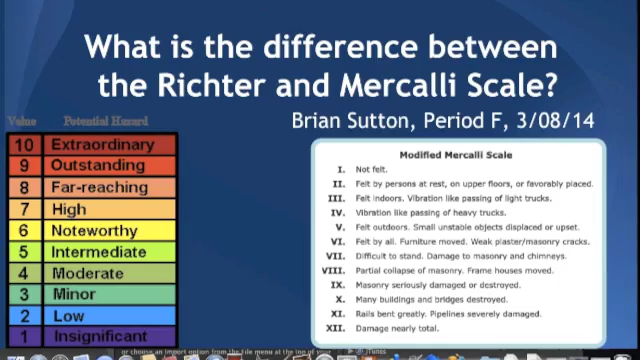 What is the difference between
the Richter and Mercalli Scale?
Brian Sutton, Period F, 3/08/14
Value Potential Hazard
10 Extraordinary
9 Outstanding
8 Far-reaching
7 High
6 Noteworthy
5 Intermediate
4 Moderate
3 Minor
2 Low
1 Insignificant
Modified Mercalli Scale
I. Not felt.
II. Felt by persons at rest, on upper floors, or favorably placed.
III. Felt indoors. Vibration like passing of light trucks.
IV. Vibration like passing of heavy trucks.
V. Felt outdoors. Small unstable objects displaced or upset.
VI. Felt by all. Furniture moved. Weak plaster/masonry cracks.
VII. Difficult to stand. Damage to masonry and chimneys.
VIII. Partial collapse of masonry. Frame houses moved.
IX. Masonry seriously damaged or destroyed.
X. Many buildings and bridges destroyed.
XI. Rails bent greatly. Pipelines severely damaged.
XII. Damage nearly total.
or choose an import option from the File menu at the top of your iTunes